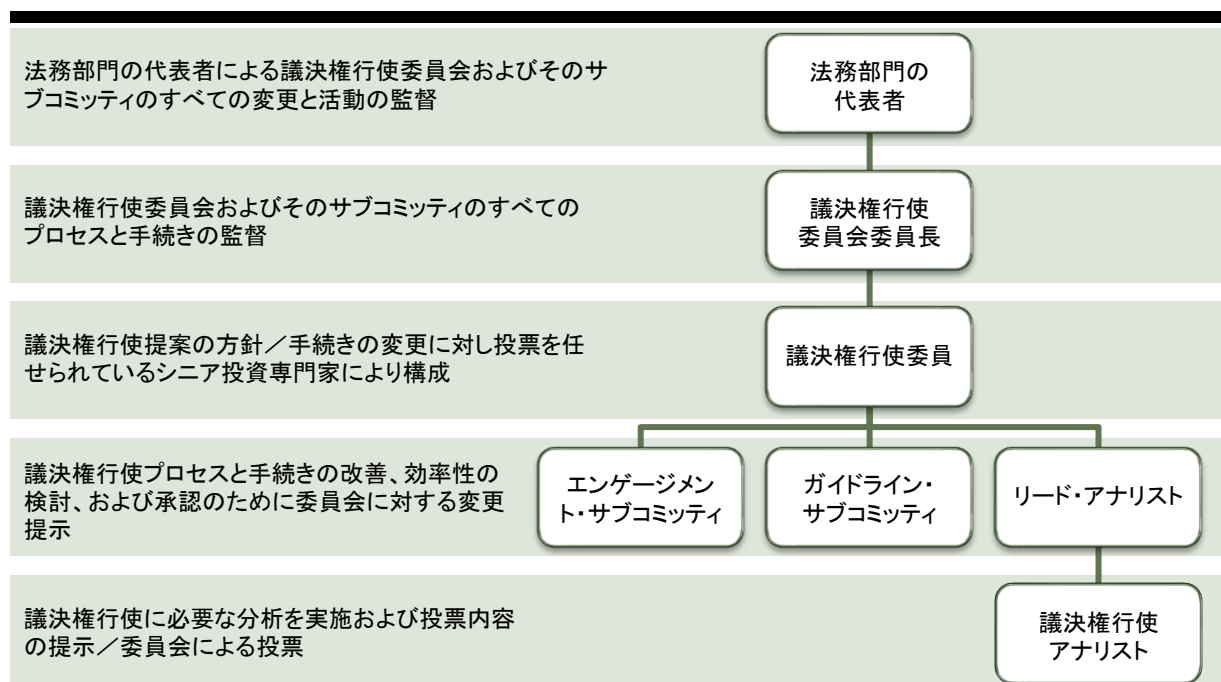 法務部門の代表者による議決権行使委員会およびそのサ
ブコミッティのすべての変更と活動の監督
法務部門の
代表者
議決権行使委員会およびそのサブコミッティのすべての
プロセスと手続きの監督
議決権行使
委員会委員長
議決権行使提案の方針／手続きの変更に対し投票を任
せられているシニア投資専門家により構成
議決権行使委員
議決権行使プロセスと手続きの改善、効率性の
検討、および承認のために委員会に対する変更
提示
エンゲージメン
ト・サブコミッティ
ガイドライン・
サブコミッティ
リード・アナリスト
議決権行使に必要な分析を実施および投票内容
の提示／委員会による投票
議決権行使
アナリスト